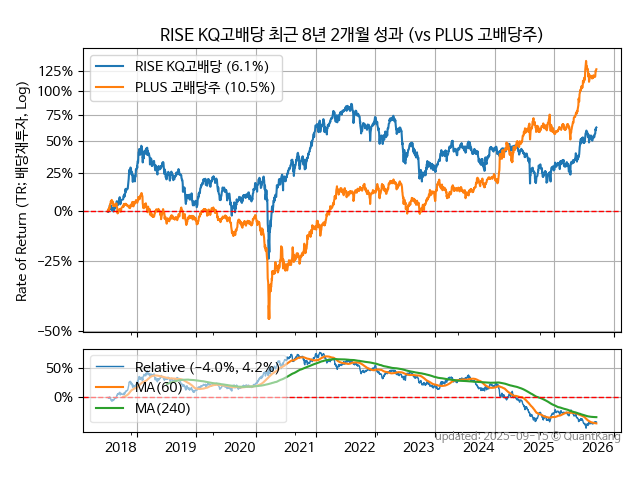 RISE KQ고배당 최근 8년 2개월 성과 (vs PLUS 고배당주)
Rate of Return (TR: 배당재투자, Log)
RISE KQ고배당 (6.1%)
PLUS 고배당주 (10.5%)
125%
100%
75%
50%
25%
0%
−25%
−50%
Relative (−4.0%, 4.2%)
MA(60)
MA(240)
50%
0%
updated: 2025-09-15 © QuantKang
2018 2019 2020 2021 2022 2023 2024 2025 2026